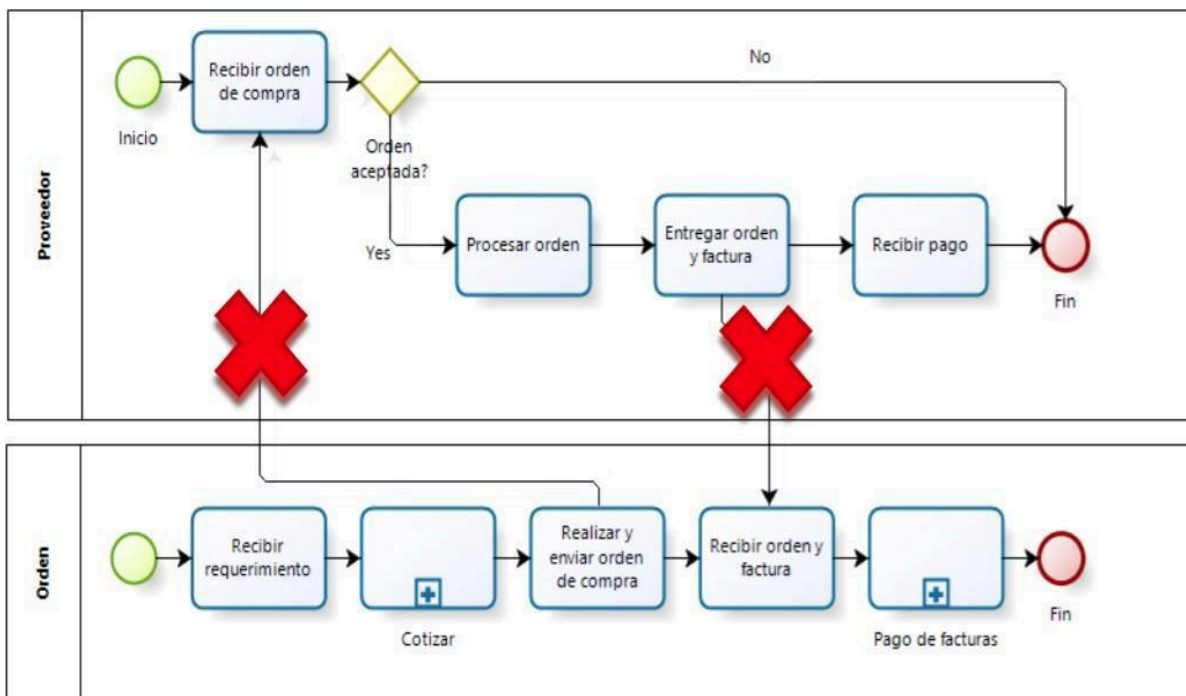 Proveedor
Inicio
Recibir orden
de compra
Orden
aceptada?
No
Yes
Procesar orden
Entregar orden
y factura
Recibir pago
Fin
Orden
Recibir
requerimiento
Cotizar
Realizar y
enviar orden
de compra
Recibir orden y
factura
Pago de facturas
Fin